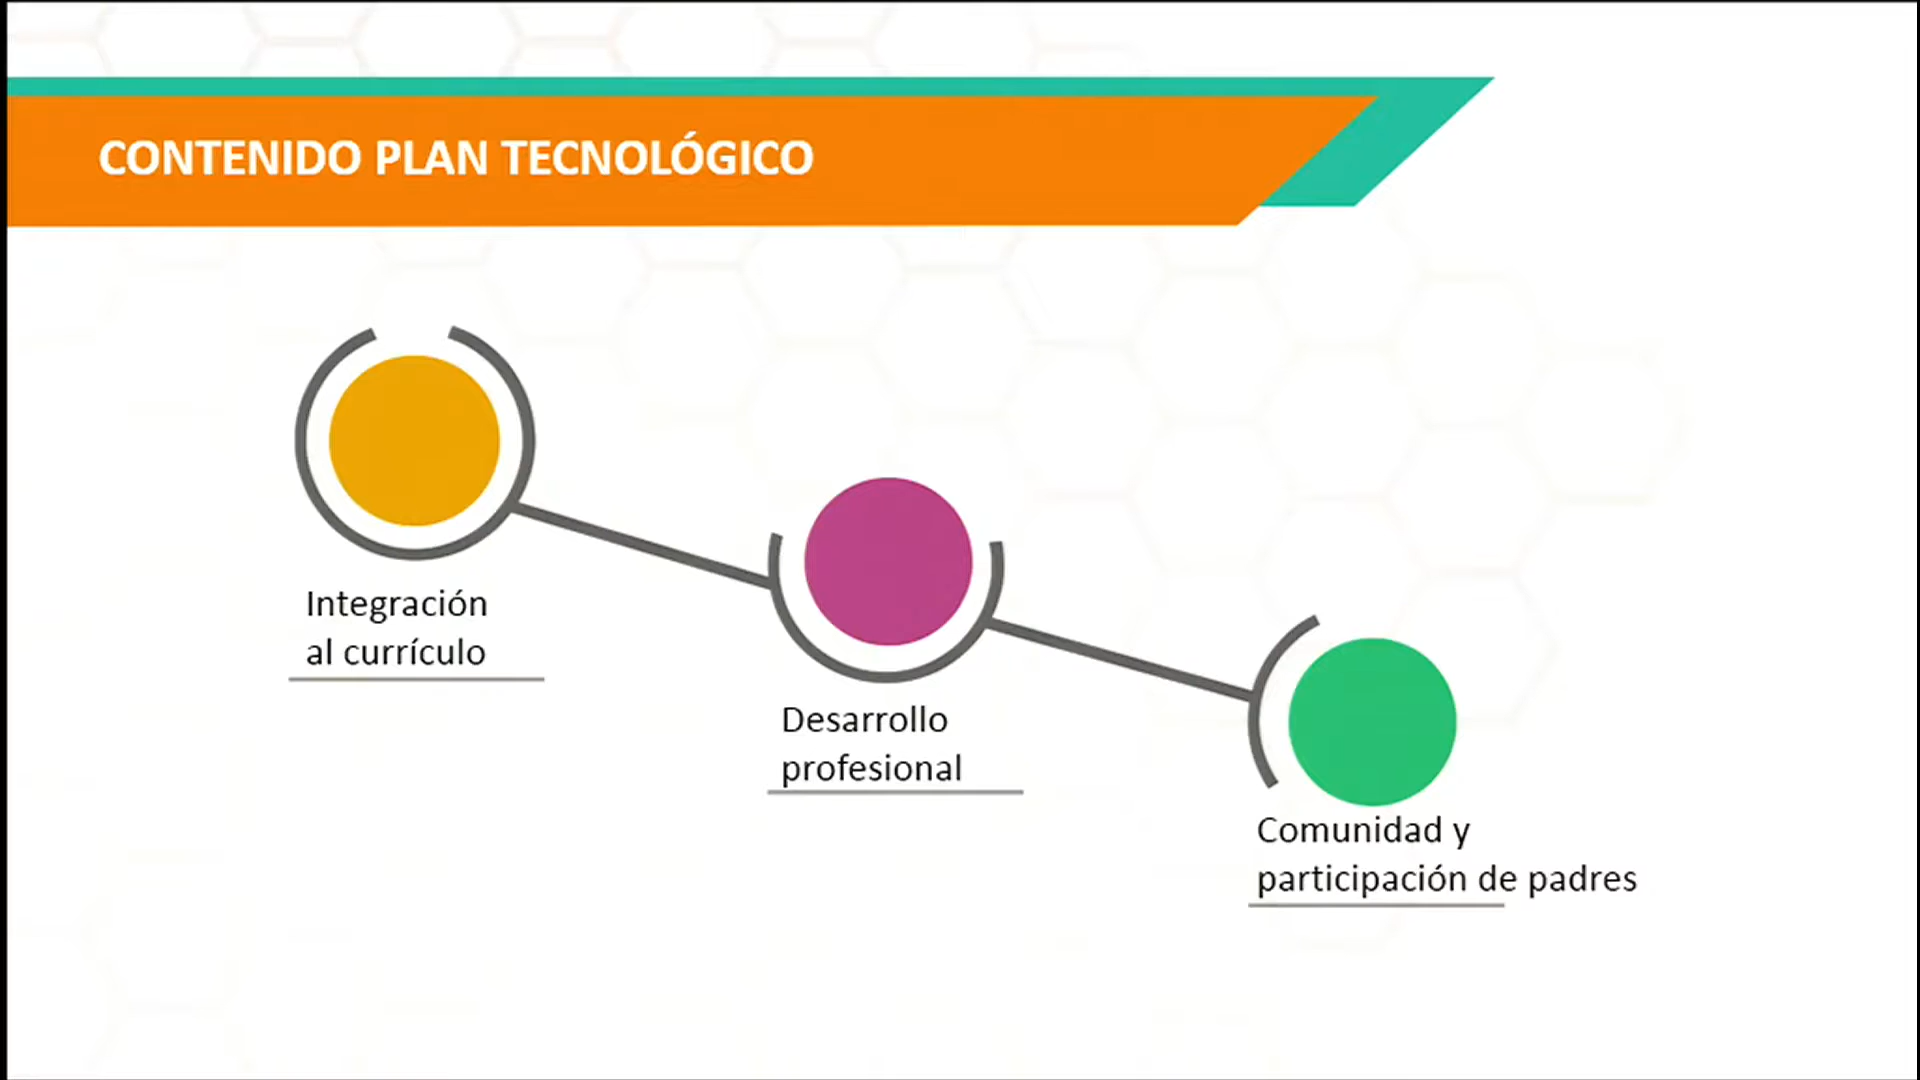 CONTENIDO PLAN TECNOLÓGICO
Integración
al currículo
Desarrollo
profesional
Comunidad y
participación de padres